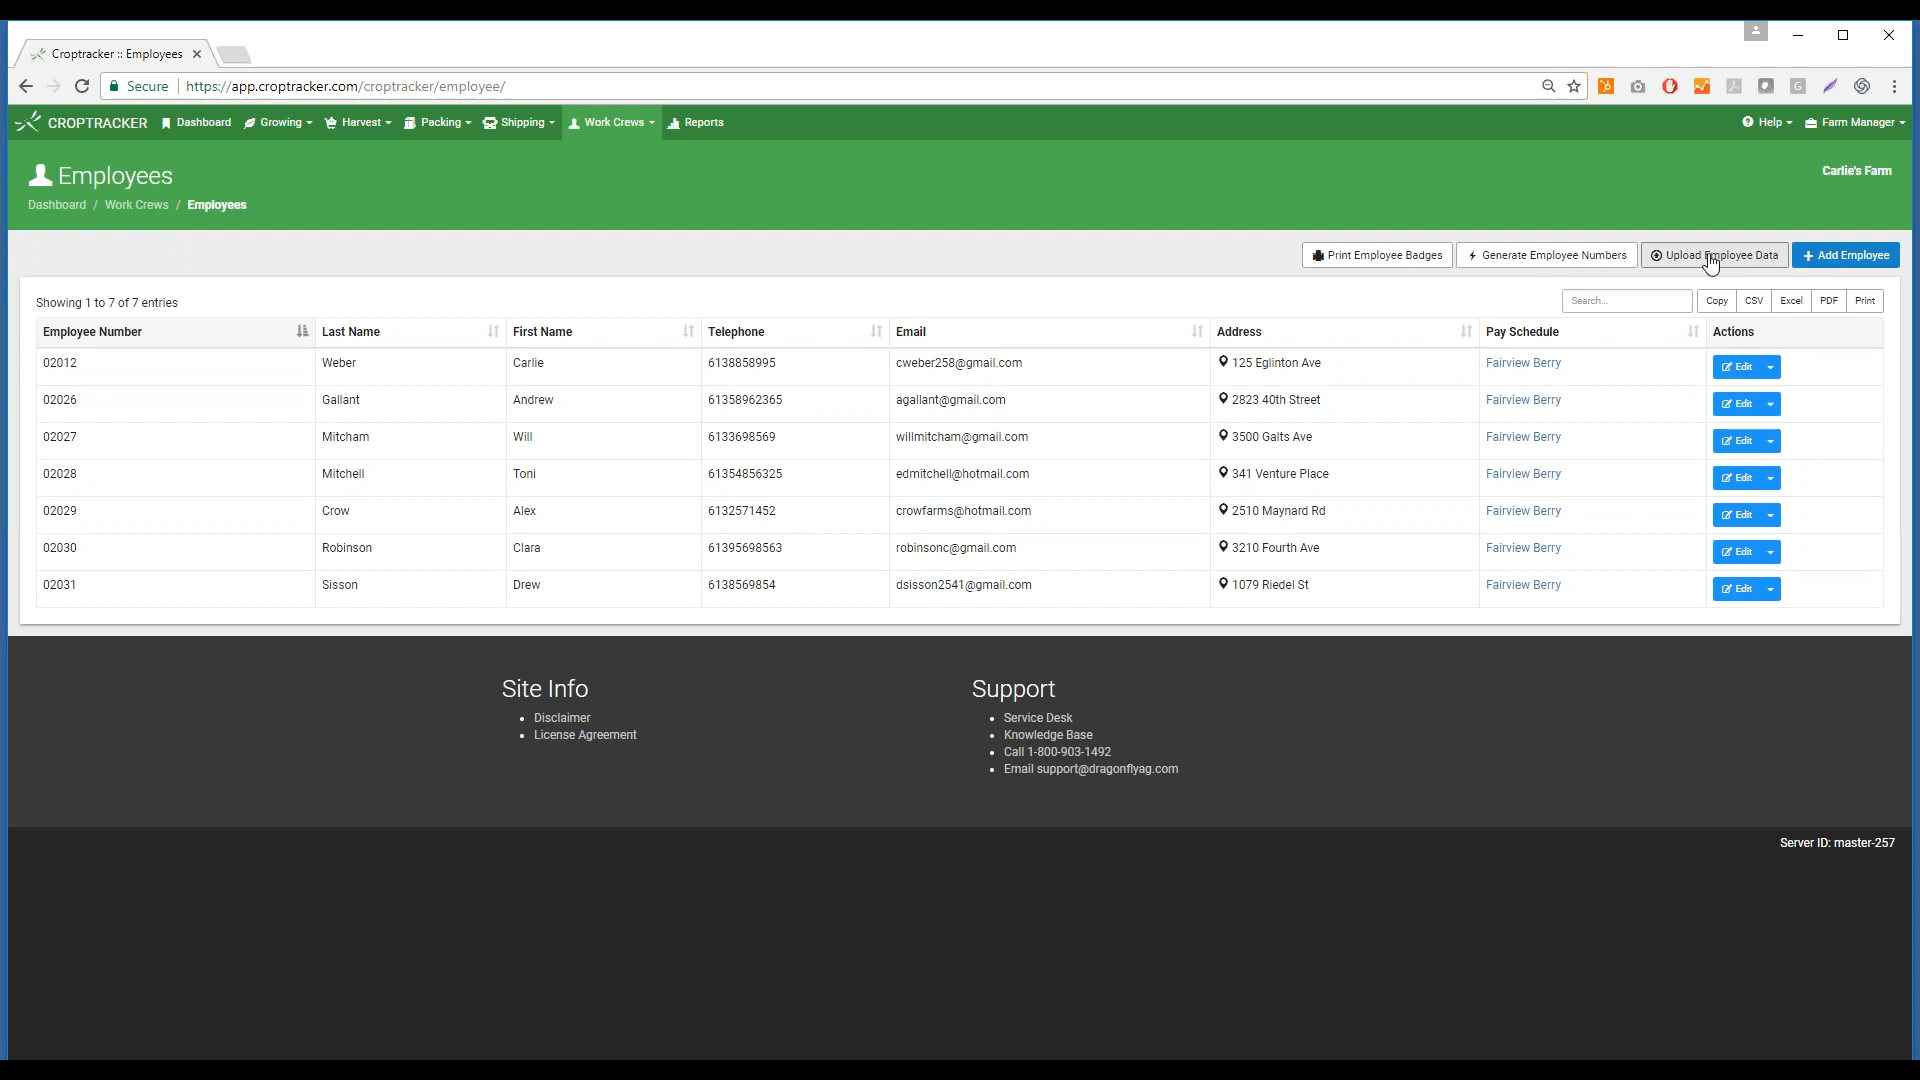 Croptracker :: Employees
Secure https://app.croptracker.com/croptracker/employee/
CROPTRACKER Dashboard Growing Harvest Packing Shipping Work Crews Reports Help Farm Manager
Employees
Carlie's Farm
Dashboard / Work Crews / Employees
Print Employee Badges Generate Employee Numbers Upload Employee Data + Add Employee
Showing 1 to 7 of 7 entries Search... Copy CSV Excel PDF Print
Employee Number Last Name First Name Telephone Email Address Pay Schedule Actions
02012 Weber Carlie 6138858995 cweber258@gmail.com 125 Eglinton Ave Fairview Berry Edit
02026 Gallant Andrew 61358962365 agallant@gmail.com 2823 40th Street Fairview Berry Edit
02027 Mitcham Will 6133698569 willmitcham@gmail.com 3500 Galts Ave Fairview Berry Edit
02028 Mitchell Toni 61354856325 edmitchell@hotmail.com 341 Venture Place Fairview Berry Edit
02029 Crow Alex 6132571452 crowfarms@hotmail.com 2510 Maynard Rd Fairview Berry Edit
02030 Robinson Clara 61395698563 robinsonc@gmail.com 3210 Fourth Ave Fairview Berry Edit
02031 Sisson Drew 6138569854 dsisson2541@gmail.com 1079 Riedel St Fairview Berry Edit
Site Info
Disclaimer
License Agreement
Support
Service Desk
Knowledge Base
Call 1-800-903-1492
Email support@dragonflyag.com
Server ID: master-257